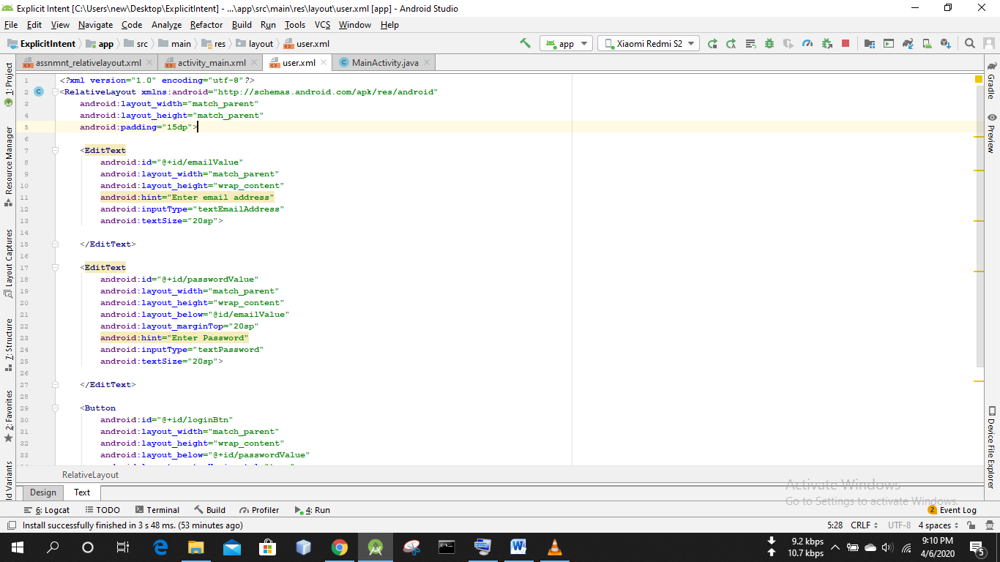 Explicit Intent [C:\Users\new\Desktop\ExplicitIntent] - ...\app\src\main\res\layout\user.xml [app] - Android Studio
File Edit View Navigate Code Analyze Refactor Build Run Tools VCS Window Help
ExplicitIntent app src main res layout user.xml app Xiaomi Redmi S2
assnmnt_relativelayout.xml activity_main.xml user.xml MainActivity.java
1 <?xml version="1.0" encoding="utf-8"?>
2 <RelativeLayout xmlns:android="http://schemas.android.com/apk/res/android"
3 android:layout_width="match_parent"
4 android:layout_height="match_parent"
5 android:padding="15dp">
6
7 <EditText
8 android:id="@+id/emailValue"
9 android:layout_width="match_parent"
10 android:layout_height="wrap_content"
11 android:hint="Enter email address"
12 android:inputType="textEmailAddress"
13 android:textSize="20sp">
14
15 </EditText>
16
17 <EditText
18 android:id="@+id/passwordValue"
19 android:layout_width="match_parent"
20 android:layout_height="wrap_content"
21 android:layout_below="@id/emailValue"
22 android:layout_marginTop="20sp"
23 android:hint="Enter Password"
24 android:inputType="textPassword"
25 android:textSize="20sp">
26
27 </EditText>
28
29 <Button
30 android:id="@+id/loginBtn"
31 android:layout_width="match_parent"
32 android:layout_height="wrap_content"
33 android:layout_below="@+id/passwordValue"
1: Project
Resource Manager
Layout Captures
7: Structure
2: Favorites
ld Variants
Gradle
Preview
Device File Explorer
RelativeLayout
Design Text
Activate Windows
Go to Settings to activate Windows.
6: Logcat TODO Terminal Build Profiler 4: Run 2 Event Log
Install successfully finished in 3 s 48 ms. (53 minutes ago) 5:28 CRLF UTF-8 4 spaces
9.2 kbps
10.7 kbps
9:10 PM
4/6/2020
5